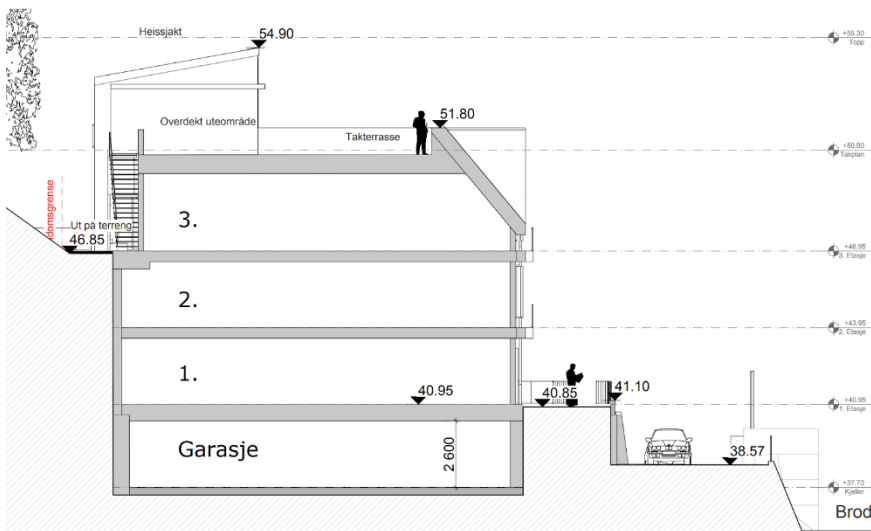 Heissjakt
54.90
+55.30
Topp
Overdekt uteområde
Takterrasse
51.80
+50.90
Takplan
domsgrense
3.
Ut på terreng
46.85
+46.95
3. Etasje
2.
+43.95
2. Etasje
1.
40.95
40.85
41.10
+40.95
1. Etasje
Garasje
2 600
38.57
+37.70
Kjeller
Brod